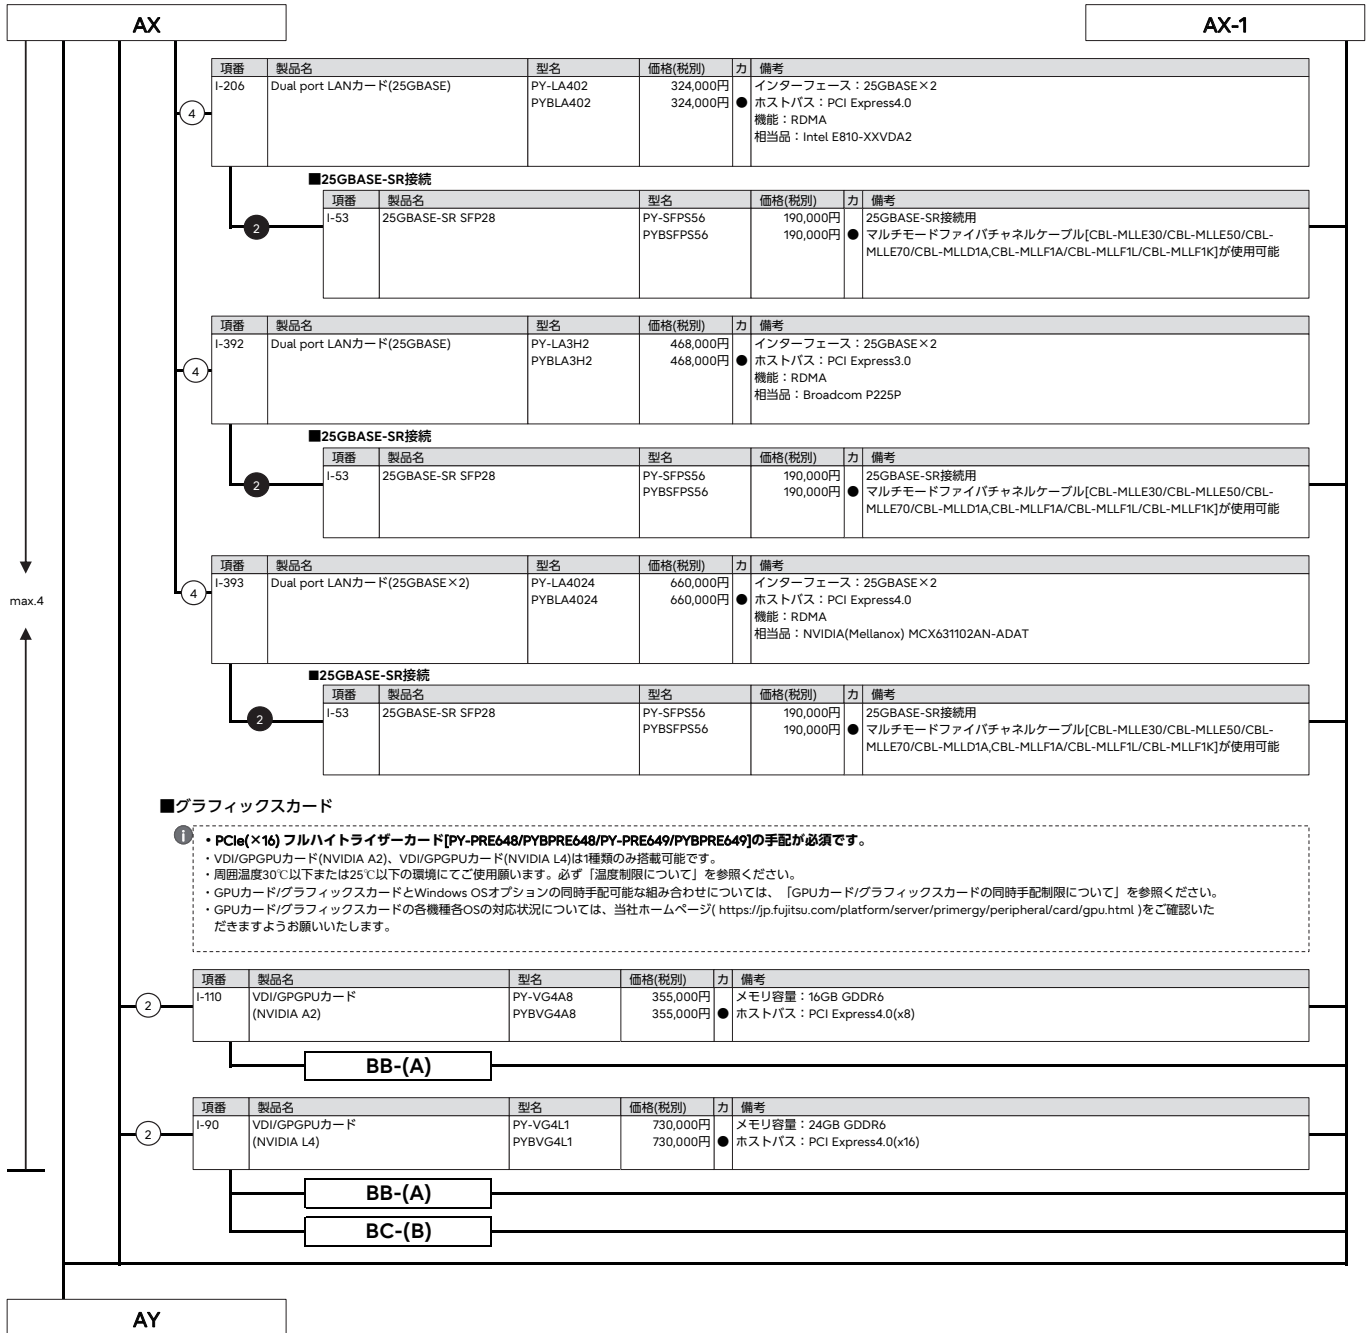 AX
AX-1
項番 製品名 型名 価格(税別) カ 備考
I-206 Dual port LANカード(25GBASE) PY-LA402 324,000円 インターフェース：25GBASE×2
PYBLA402 324,000円 ● ホストバス：PCI Express4.0
機能：RDMA
相当品：Intel E810-XXVDA2
4
■25GBASE-SR接続
項番 製品名 型名 価格(税別) カ 備考
I-53 25GBASE-SR SFP28 PY-SFPS56 190,000円 25GBASE-SR接続用
PYBSFPS56 190,000円 ● マルチモードファイバチャネルケーブル[CBL-MLLE30/CBL-MLLE50/CBL-
MLLE70/CBL-MLLD1A,CBL-MLLF1A/CBL-MLLF1L/CBL-MLLF1K]が使用可能
2
項番 製品名 型名 価格(税別) カ 備考
I-392 Dual port LANカード(25GBASE) PY-LA3H2 468,000円 インターフェース：25GBASE×2
PYBLA3H2 468,000円 ● ホストバス：PCI Express3.0
機能：RDMA
相当品：Broadcom P225P
4
■25GBASE-SR接続
項番 製品名 型名 価格(税別) カ 備考
I-53 25GBASE-SR SFP28 PY-SFPS56 190,000円 25GBASE-SR接続用
PYBSFPS56 190,000円 ● マルチモードファイバチャネルケーブル[CBL-MLLE30/CBL-MLLE50/CBL-
MLLE70/CBL-MLLD1A,CBL-MLLF1A/CBL-MLLF1L/CBL-MLLF1K]が使用可能
2
項番 製品名 型名 価格(税別) カ 備考
I-393 Dual port LANカード(25GBASE×2) PY-LA4024 660,000円 インターフェース：25GBASE×2
PYBLA4024 660,000円 ● ホストバス：PCI Express4.0
機能：RDMA
相当品：NVIDIA(Mellanox) MCX631102AN-ADAT
4
max.4
■25GBASE-SR接続
項番 製品名 型名 価格(税別) カ 備考
I-53 25GBASE-SR SFP28 PY-SFPS56 190,000円 25GBASE-SR接続用
PYBSFPS56 190,000円 ● マルチモードファイバチャネルケーブル[CBL-MLLE30/CBL-MLLE50/CBL-
MLLE70/CBL-MLLD1A,CBL-MLLF1A/CBL-MLLF1L/CBL-MLLF1K]が使用可能
2
■グラフィックスカード
i ・PCIe(×16) フルハイトライザーカード[PY-PRE648/PYBPRE648/PY-PRE649/PYBPRE649]の手配が必須です。
・VDI/GPGPUカード(NVIDIA A2)、VDI/GPGPUカード(NVIDIA L4)は1種類のみ搭載可能です。
・周囲温度30℃以下または25℃以下の環境にてご使用願います。必ず「温度制限について」を参照ください。
・GPUカード/グラフィックスカードとWindows OSオプションの同時手配可能な組み合わせについては、「GPUカード/グラフィックスカードの同時手配制限について」を参照ください。
・GPUカード/グラフィックスカードの各機種各OSの対応状況については、当社ホームページ( https://jp.fujitsu.com/platform/server/primergy/peripheral/card/gpu.html )をご確認いた
だきますようお願いいたします。
項番 製品名 型名 価格(税別) カ 備考
I-110 VDI/GPGPUカード PY-VG4A8 355,000円 メモリ容量：16GB GDDR6
(NVIDIA A2) PYBVG4A8 355,000円 ● ホストバス：PCI Express4.0(x8)
2
BB-(A)
項番 製品名 型名 価格(税別) カ 備考
I-90 VDI/GPGPUカード PY-VG4L1 730,000円 メモリ容量：24GB GDDR6
(NVIDIA L4) PYBVG4L1 730,000円 ● ホストバス：PCI Express4.0(x16)
2
BB-(A)
BC-(B)
AY